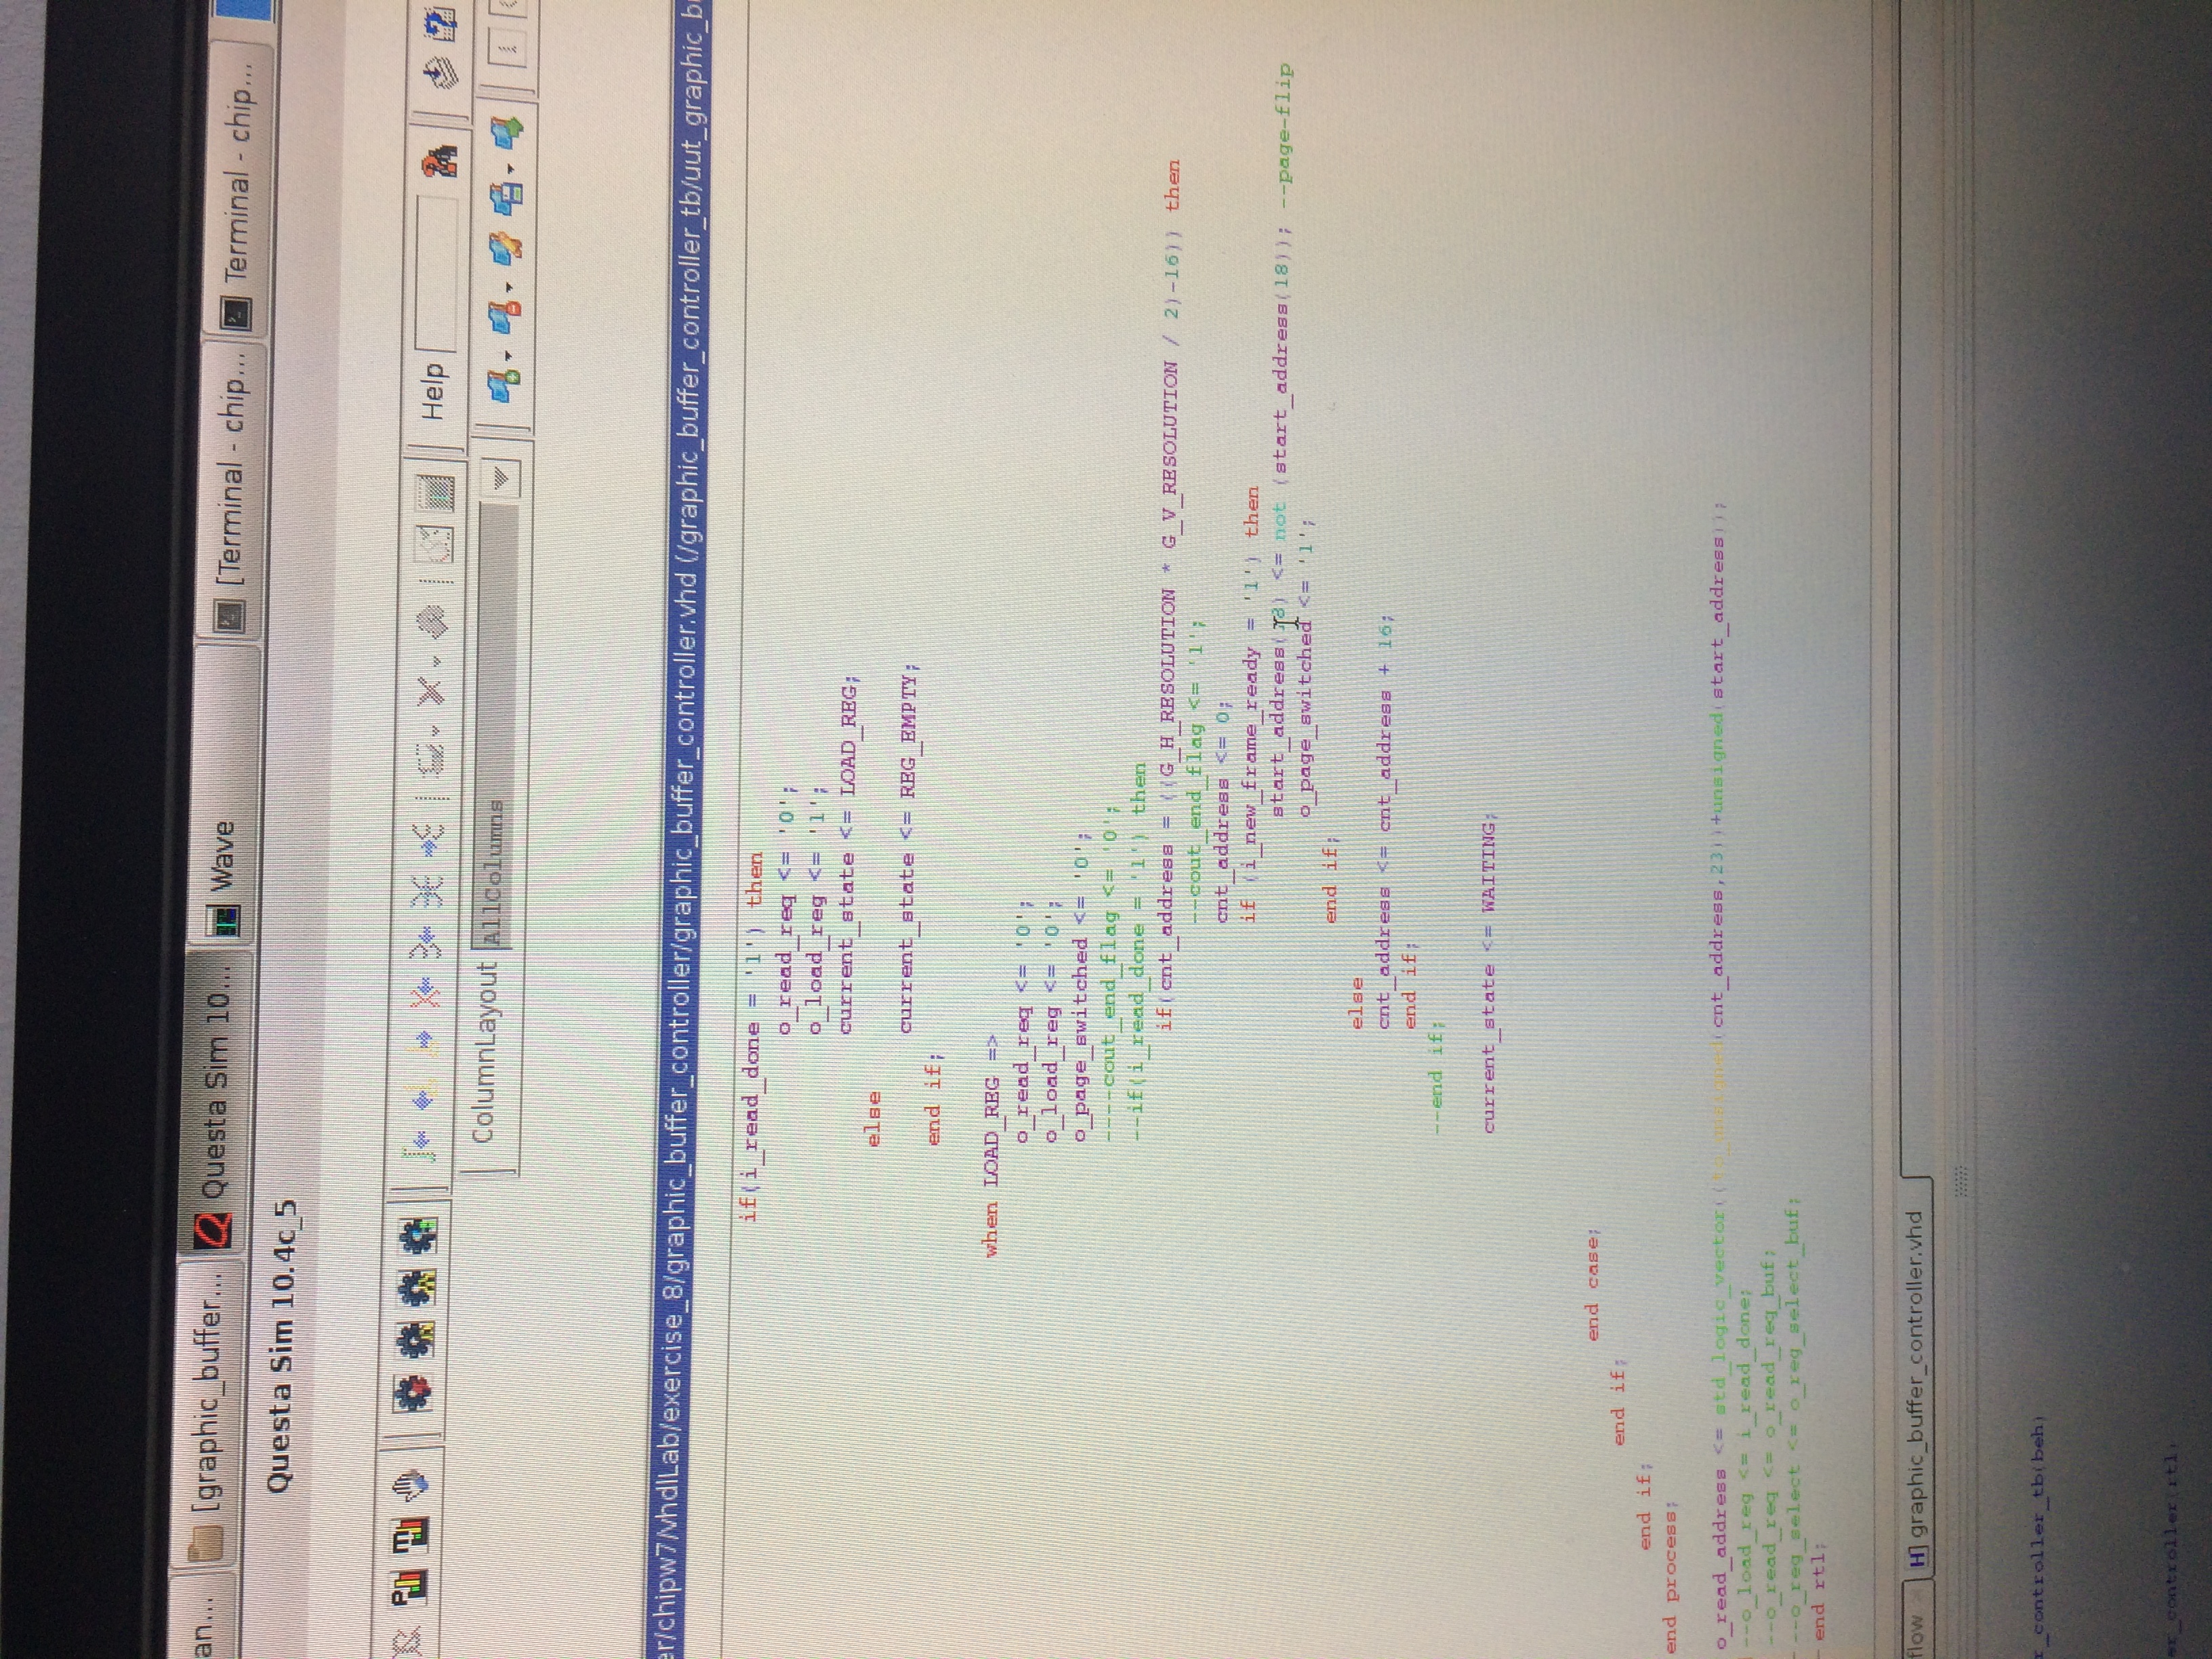 an...
[graphic_buffer...
Questa Sim 10...
Wave
[Terminal - chip...
Terminal - chip...
Questa Sim 10.4c_5
Help
ColumnLayout AllColumns
er/chipw7/vhdlLab/exercise_8/graphic_buffer_controller/graphic_buffer_controller.vhd (/graphic_buffer_controller_tb/uut_graphic_b
if(i_read_done = '1') then
o_read_req <= '0';
o_load_reg <= '1';
current_state <= LOAD_REG;
else
current_state <= REG_EMPTY;
end if;
when LOAD_REG =>
o_read_req <= '0';
o_load_reg <= '0';
o_page_switched <= '0';
----cout_end_flag <= '0';
--if(i_read_done = '1') then
if(cnt_address = ((G_H_RESOLUTION * G_V_RESOLUTION / 2)-16)) then
--cout_end_flag <= '1';
cnt_address <= 0;
if (i_new_frame_ready = '1') then
start_address(18) <= not (start_address(18)); --page-flip
o_page_switched <= '1';
end if;
else
cnt_address <= cnt_address + 16;
end if;
--end if;
current_state <= WAITING;
end case;
end if;
end if;
end process;
o_read_address <= std_logic_vector((to_unsigned(cnt_address,23))+unsigned(start_address));
--o_load_reg <= i_read_done;
--o_read_req <= o_read_req_buf;
--o_reg_select <= o_reg_select_buf;
end rtl;
flow
graphic_buffer_controller.vhd
r_controller_tb(beh)
er_controller(rtl)